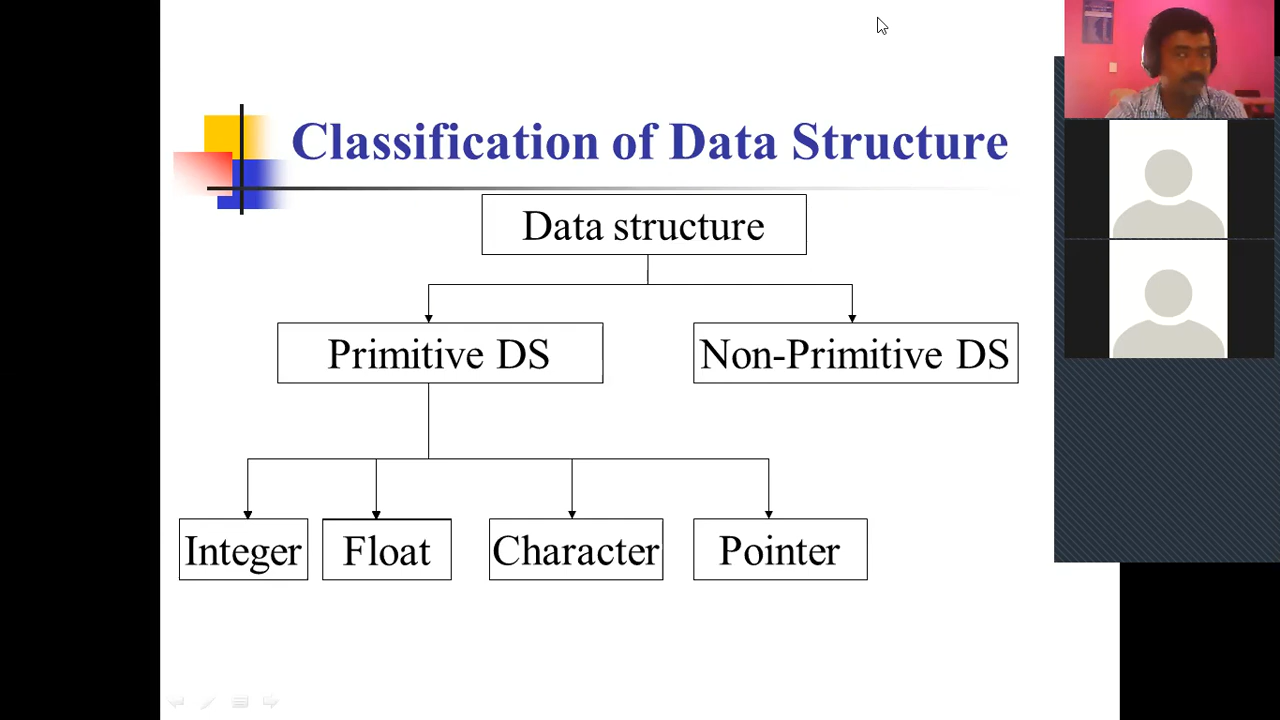 Classification of Data Structure
Data structure
Primitive DS
Non-Primitive DS
Integer
Float
Character
Pointer